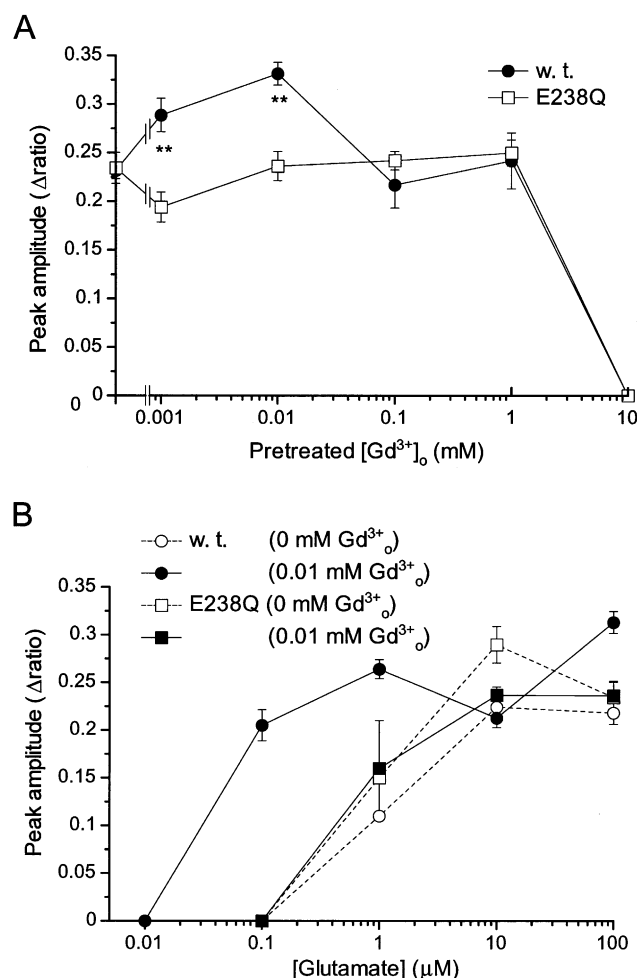 A
0.35
0.3
0.25
0.2
0.15
0.1
0.05
0
Peak amplitude (Δratio)
**
**
w. t.
E238Q
0
0.001
0.01
0.1
1
10
Pretreated [Gd³⁺]ₒ (mM)
B
w. t. (0 mM Gd³⁺ₒ)
(0.01 mM Gd³⁺ₒ)
E238Q (0 mM Gd³⁺ₒ)
(0.01 mM Gd³⁺ₒ)
0.35
0.3
0.25
0.2
0.15
0.1
0.05
0
Peak amplitude (Δratio)
0.01
0.1
1
10
100
[Glutamate] (μM)